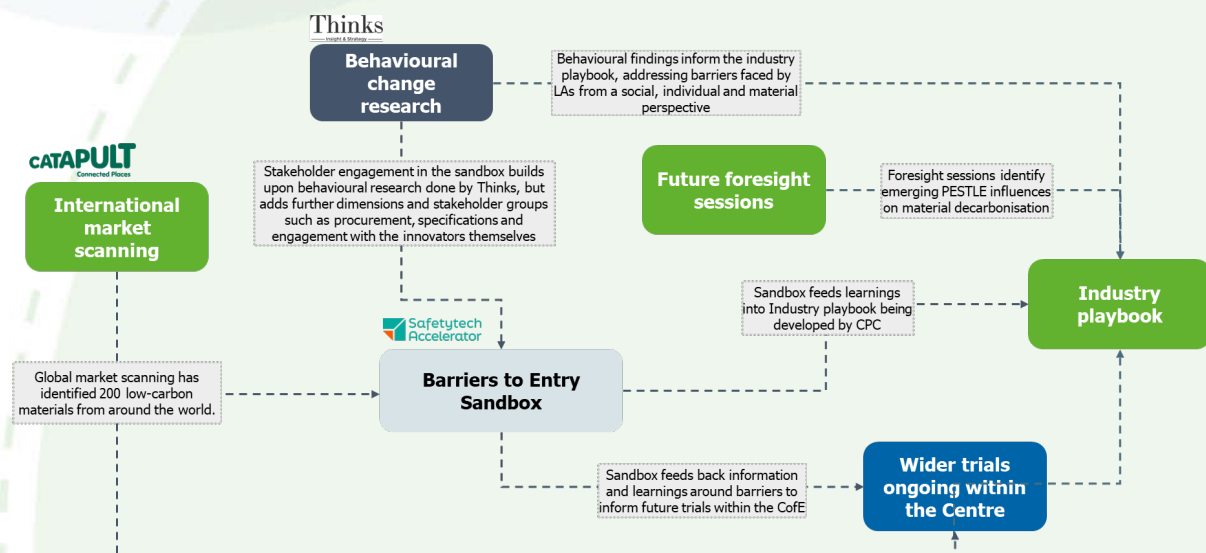 Thinks
Insight & Strategy
Behavioural
change
research
Behavioural findings inform the industry
playbook, addressing barriers faced by
LAs from a social, individual and material
perspective
CATAPULT
Connected Places
International
market
scanning
Stakeholder engagement in the sandbox builds
upon behavioural research done by Thinks, but
adds further dimensions and stakeholder groups
such as procurement, specifications and
engagement with the innovators themselves
Future foresight
sessions
Foresight sessions identify
emerging PESTLE influences
on material decarbonisation
Sandbox feeds learnings
into Industry playbook being
developed by CPC
Industry
playbook
Safetytech
Accelerator
Global market scanning has
identified 200 low-carbon
materials from around the world.
Barriers to Entry
Sandbox
Sandbox feeds back information
and learnings around barriers to
inform future trials within the CofE
Wider trials
ongoing within
the Centre